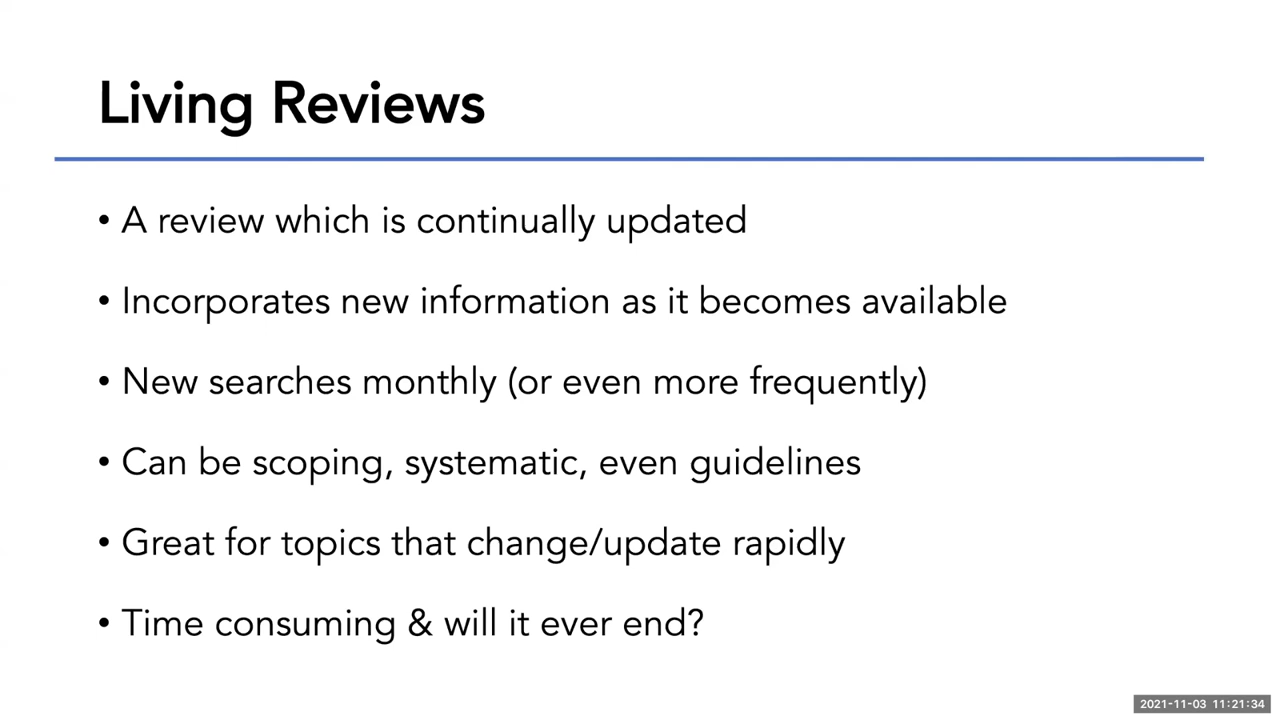 Living Reviews
• A review which is continually updated
• Incorporates new information as it becomes available
• New searches monthly (or even more frequently)
• Can be scoping, systematic, even guidelines
• Great for topics that change/update rapidly
• Time consuming & will it ever end?
2021-11-03 11:21:34